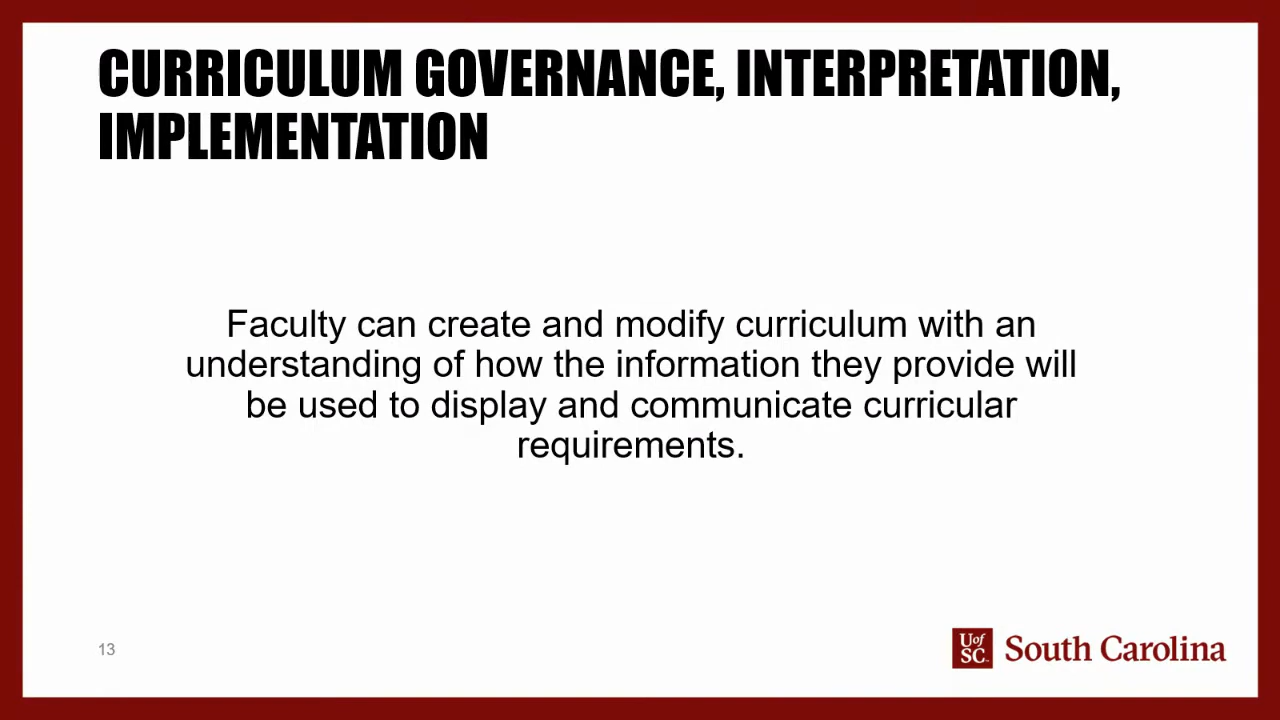 CURRICULUM GOVERNANCE, INTERPRETATION,
IMPLEMENTATION
Faculty can create and modify curriculum with an
understanding of how the information they provide will
be used to display and communicate curricular
requirements.
13
UofSC
South Carolina